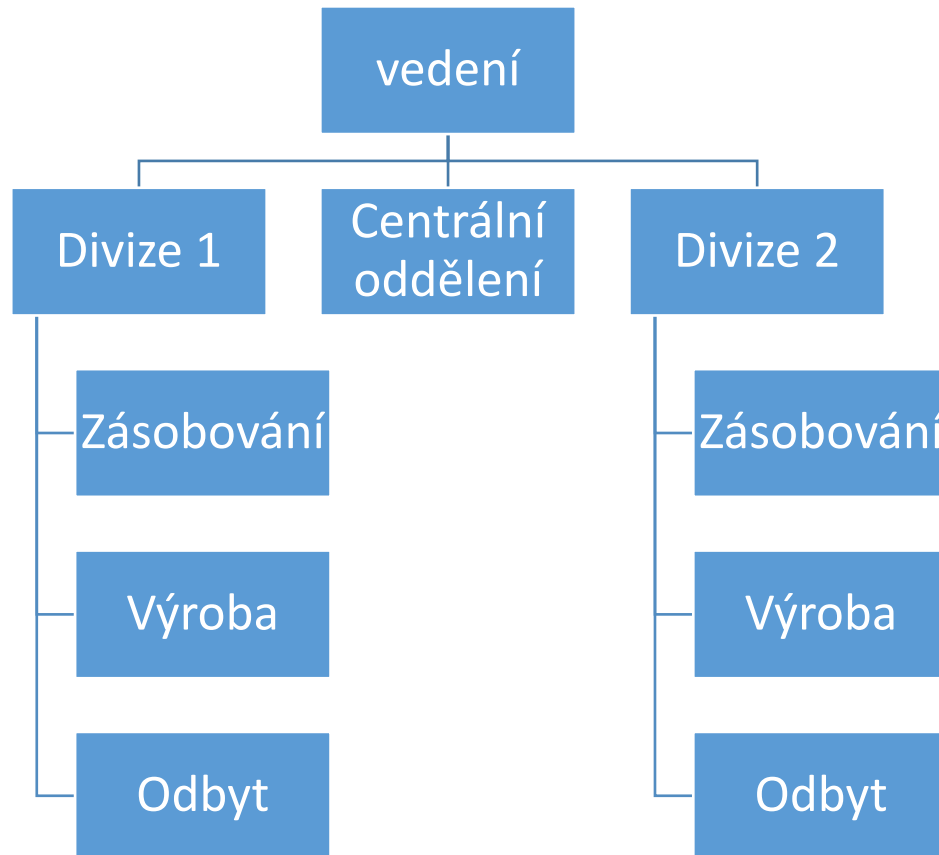 vedení
Divize 1
Centrální
oddělení
Divize 2
Zásobování
Zásobování
Výroba
Výroba
Odbyt
Odbyt